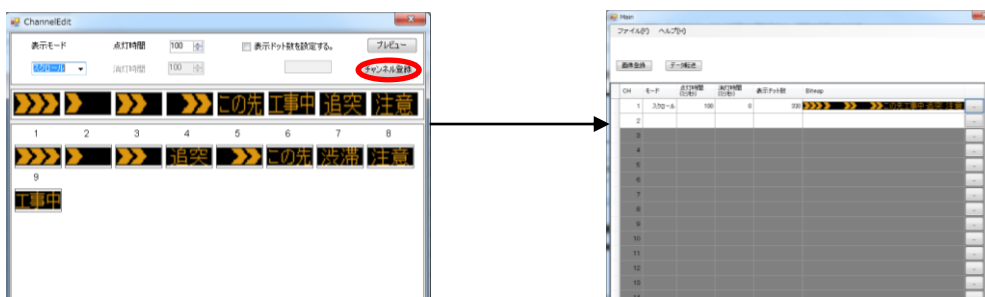 ChannelEdit
表示モード 点灯時間 100 表示ドット数を設定する。 プレビュー
スクロール 消灯時間 100 チャンネル登録
この先 工事中 追突 注意
1 2 3 4 5 6 7 8
追突 この先 渋滞 注意
9
工事中
Main
ファイル(F) ヘルプ(H)
画像登録 データ転送
CH モード 点灯時間 消灯時間 表示ドット数 Bitmap
1 スクロール 100 0 この先工事中追突注意
2
3
4
5
6
7
8
9
10
11
12
13
14